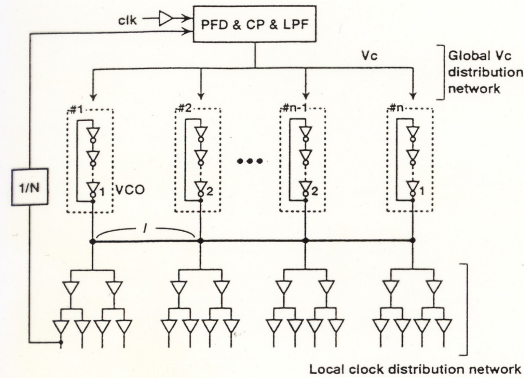 clk
PFD & CP & LPF
Vc
Global Vc
distribution
network
#1
#2
#n-1
#n
1/N
1
VCO
2
2
1
l
Local clock distribution network